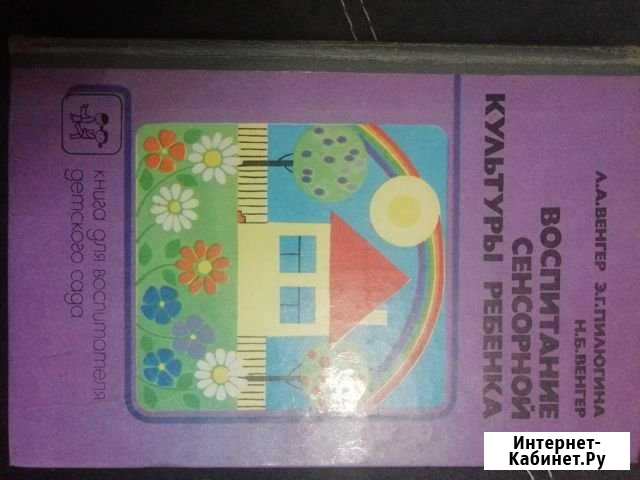 Л.А.ВЕНГЕР Э.Г.ПИЛЮГИНА
Н.Б.ВЕНГЕР
ВОСПИТАНИЕ
СЕНСОРНОЙ
КУЛЬТУРЫ РЕБЕНКА
книга для воспитателя
детского сада
Интернет-
Кабинет.Ру